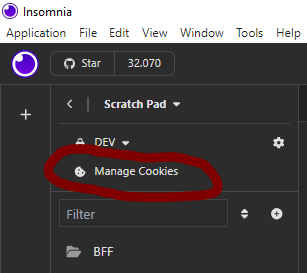 Insomnia
Application File Edit View Window Tools Help
Star 32.070
Scratch Pad
DEV
Manage Cookies
Filter
BFF